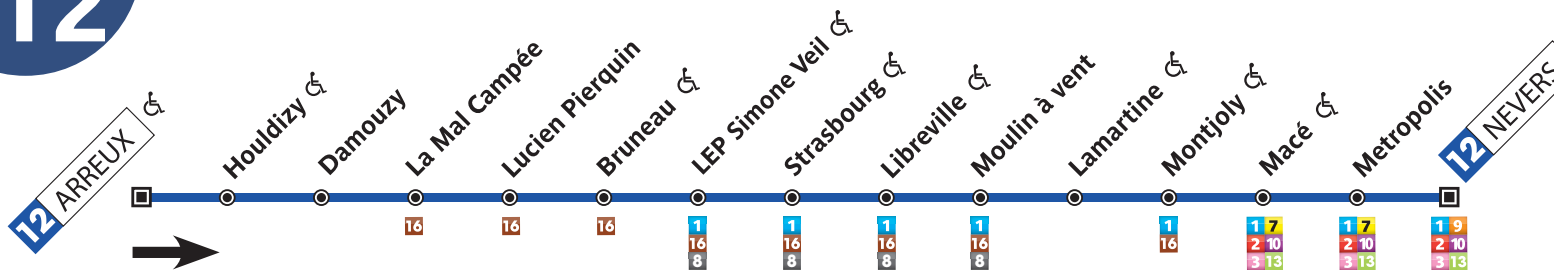 12
12 ARREUX
Houldizy
Damouzy
La Mal Campée
Lucien Pierquin
Bruneau
LEP Simone Veil
Strasbourg
Libreville
Moulin à vent
Lamartine
Montjoly
Macé
Metropolis
12 NEVERS
16
16
16
1
16
8
1
16
8
1
16
8
1
16
8
1
16
1 7
2 10
3 13
1 7
2 10
3 13
1 9
2 10
3 13